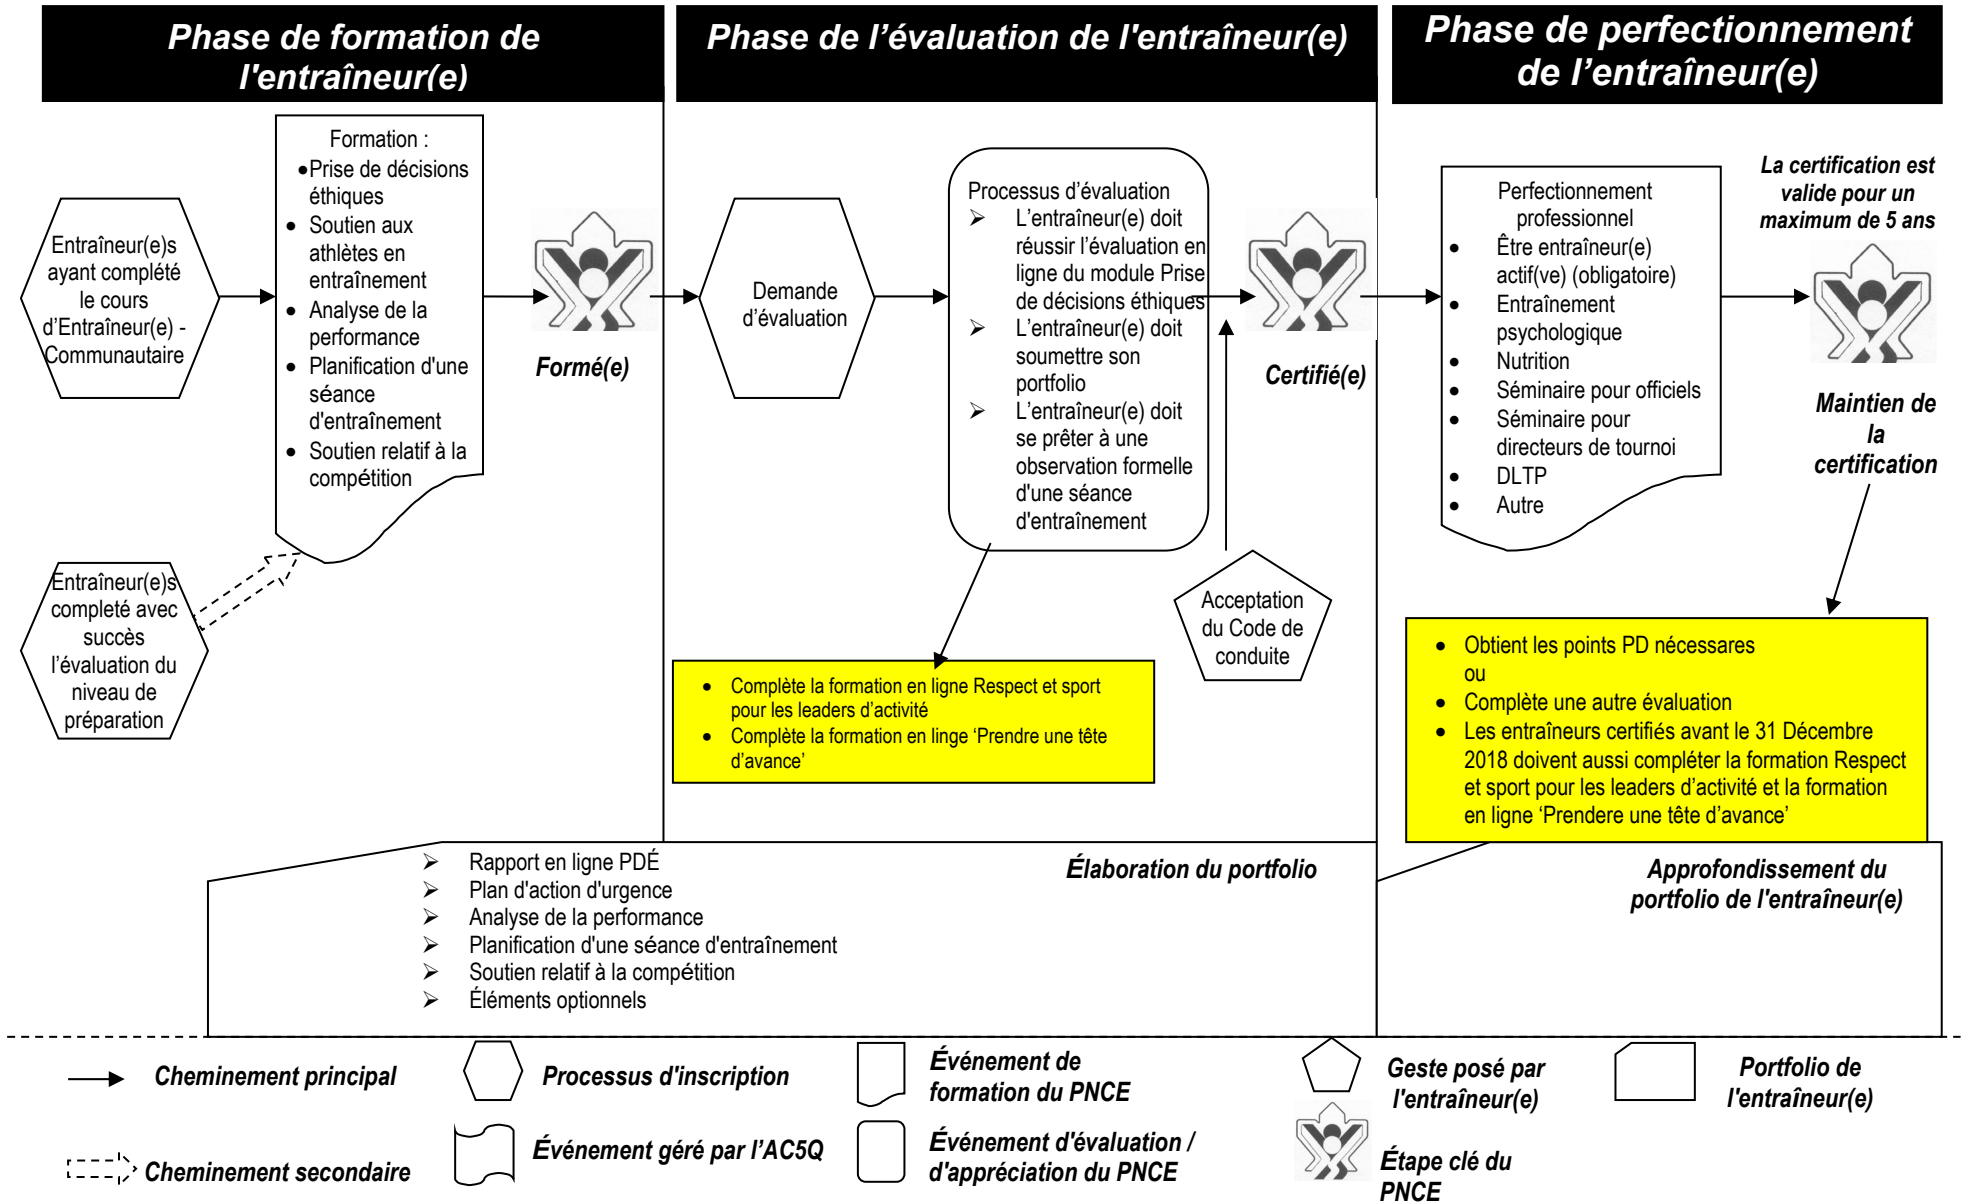 Phase de formation de
l'entraîneur(e)
Phase de l’évaluation de l'entraîneur(e)
Phase de perfectionnement
de l’entraîneur(e)
Entraîneur(e)s
ayant complété
le cours
d’Entraîneur(e) -
Communautaire
Entraîneur(e)s
completé avec
succès
l’évaluation du
niveau de
préparation
Formation :
•Prise de décisions
éthiques
• Soutien aux
athlètes en
entraînement
• Analyse de la
performance
• Planification d'une
séance
d'entraînement
• Soutien relatif à la
compétition
Formé(e)
Demande
d’évaluation
Processus d’évaluation
➢ L’entraîneur(e) doit
réussir l’évaluation en
ligne du module Prise
de décisions éthiques
➢ L’entraîneur(e) doit
soumettre son
portfolio
➢ L’entraîneur(e) doit
se prêter à une
observation formelle
d'une séance
d'entraînement
Certifié(e)
Acceptation
du Code de
conduite
• Complète la formation en ligne Respect et sport
pour les leaders d’activité
• Complète la formation en linge ‘Prendre une tête
d’avance’
Perfectionnement
professionnel
• Être entraîneur(e)
actif(ve) (obligatoire)
• Entraînement
psychologique
• Nutrition
• Séminaire pour officiels
• Séminaire pour
directeurs de tournoi
• DLTP
• Autre
La certification est
valide pour un
maximum de 5 ans
Maintien de
la
certification
• Obtient les points PD nécessares
ou
• Complète une autre évaluation
• Les entraîneurs certifiés avant le 31 Décembre
2018 doivent aussi compléter la formation Respect
et sport pour les leaders d’activité et la formation
en ligne ‘Prendere une tête d’avance’
➢ Rapport en ligne PDÉ
➢ Plan d'action d'urgence
➢ Analyse de la performance
➢ Planification d'une séance d'entraînement
➢ Soutien relatif à la compétition
➢ Éléments optionnels
Élaboration du portfolio
Approfondissement du
portfolio de l'entraîneur(e)
Cheminement principal
Processus d'inscription
Événement de
formation du PNCE
Geste posé par
l'entraîneur(e)
Portfolio de
l'entraîneur(e)
Cheminement secondaire
Événement géré par l’AC5Q
Événement d'évaluation /
d'appréciation du PNCE
Étape clé du
PNCE